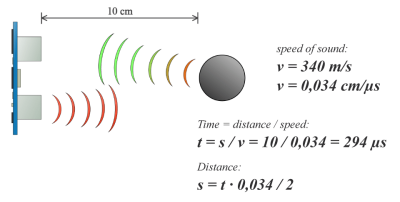 10 cm
speed of sound:
v = 340 m/s
v = 0,034 cm/μs
Time = distance / speed:
t = s / v = 10 / 0,034 = 294 μs
Distance:
s = t · 0,034 / 2